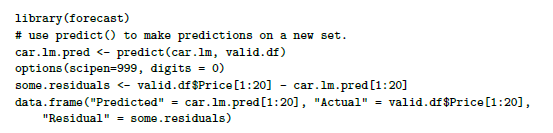 library(forecast)
# use predict() to make predictions on a new set.
car.lm.pred <- predict(car.lm, valid.df)
options(scipen=999, digits = 0)
some.residuals <- valid.df$Price[1:20] - car.lm.pred[1:20]
data.frame("Predicted" = car.lm.pred[1:20], "Actual" = valid.df$Price[1:20],
    "Residual" = some.residuals)